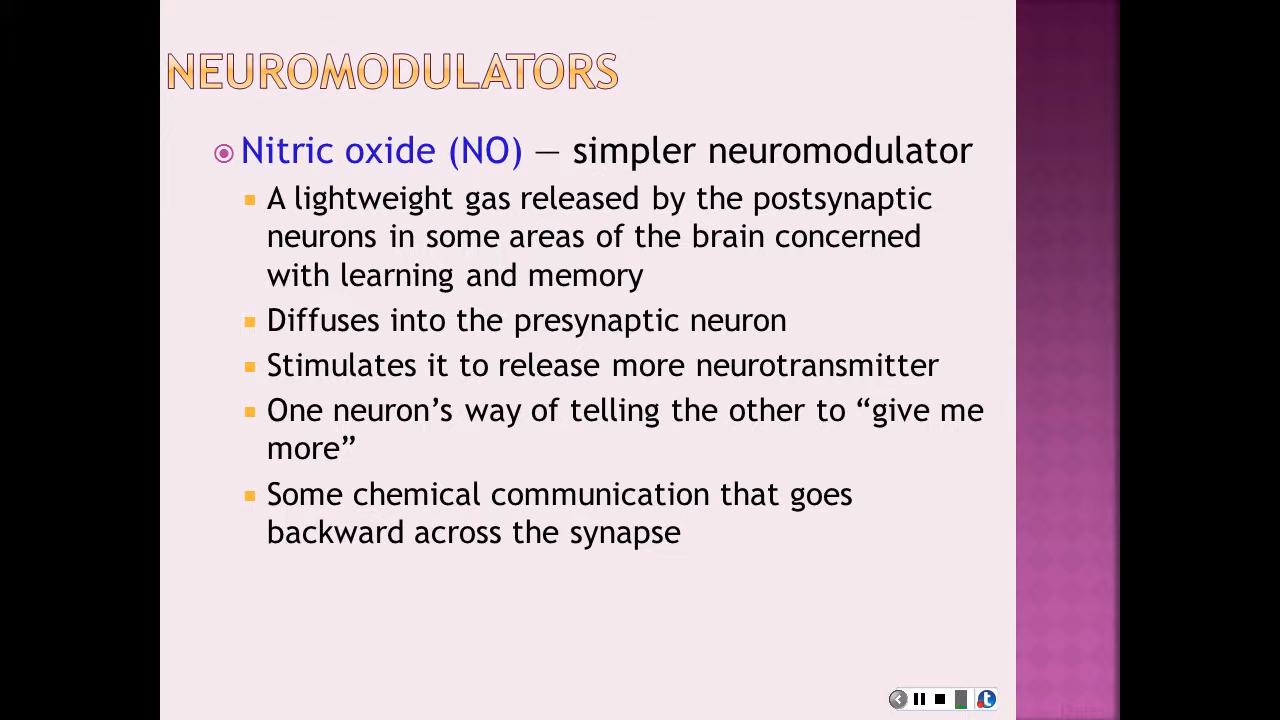 NEUROMODULATORS
Nitric oxide (NO) — simpler neuromodulator
A lightweight gas released by the postsynaptic
neurons in some areas of the brain concerned
with learning and memory
Diffuses into the presynaptic neuron
Stimulates it to release more neurotransmitter
One neuron’s way of telling the other to “give me
more”
Some chemical communication that goes
backward across the synapse
t